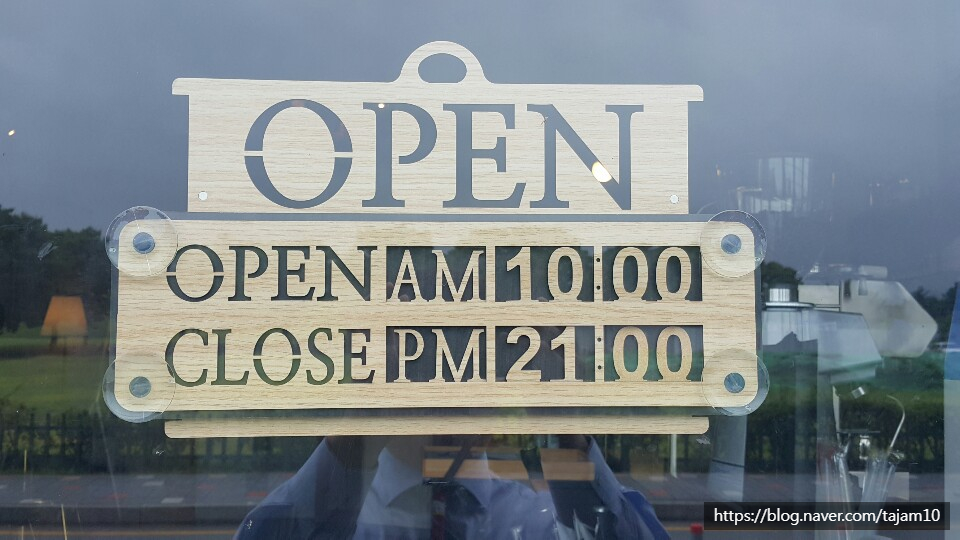 OPEN
OPEN AM 10:00
CLOSE PM 21:00
https://blog.naver.com/tajam10